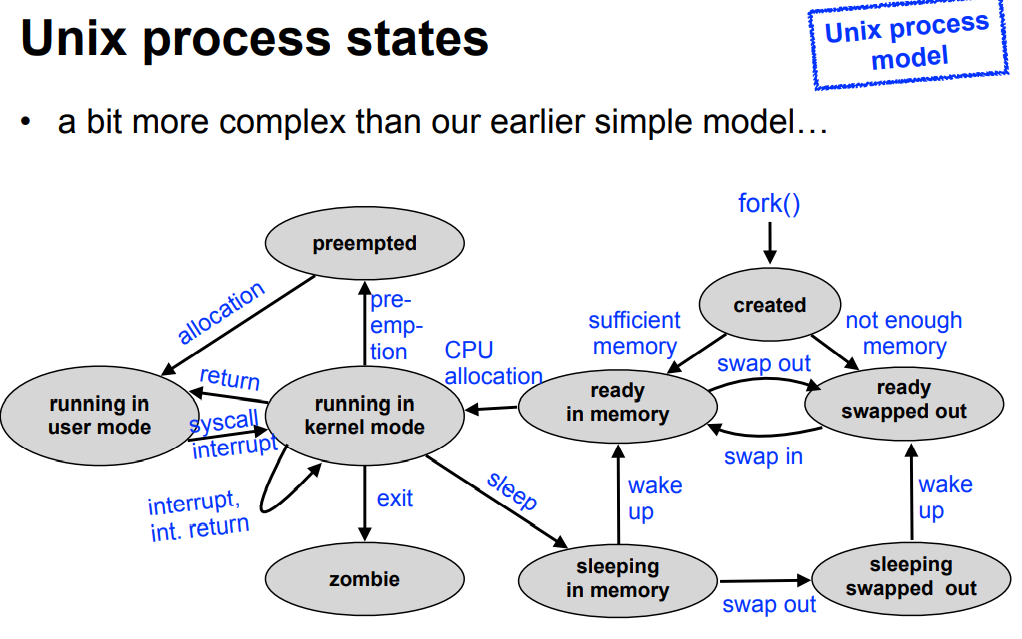 Unix process states
Unix process
model
• a bit more complex than our earlier simple model…
fork()
preempted
created
allocation
pre-
emp-
tion
sufficient
memory
not enough
memory
CPU
allocation
swap out
return
running in
user mode
syscall
interrupt
running in
kernel mode
ready
in memory
ready
swapped out
swap in
interrupt,
int. return
exit
sleep
wake
up
wake
up
zombie
sleeping
in memory
swap out
sleeping
swapped out